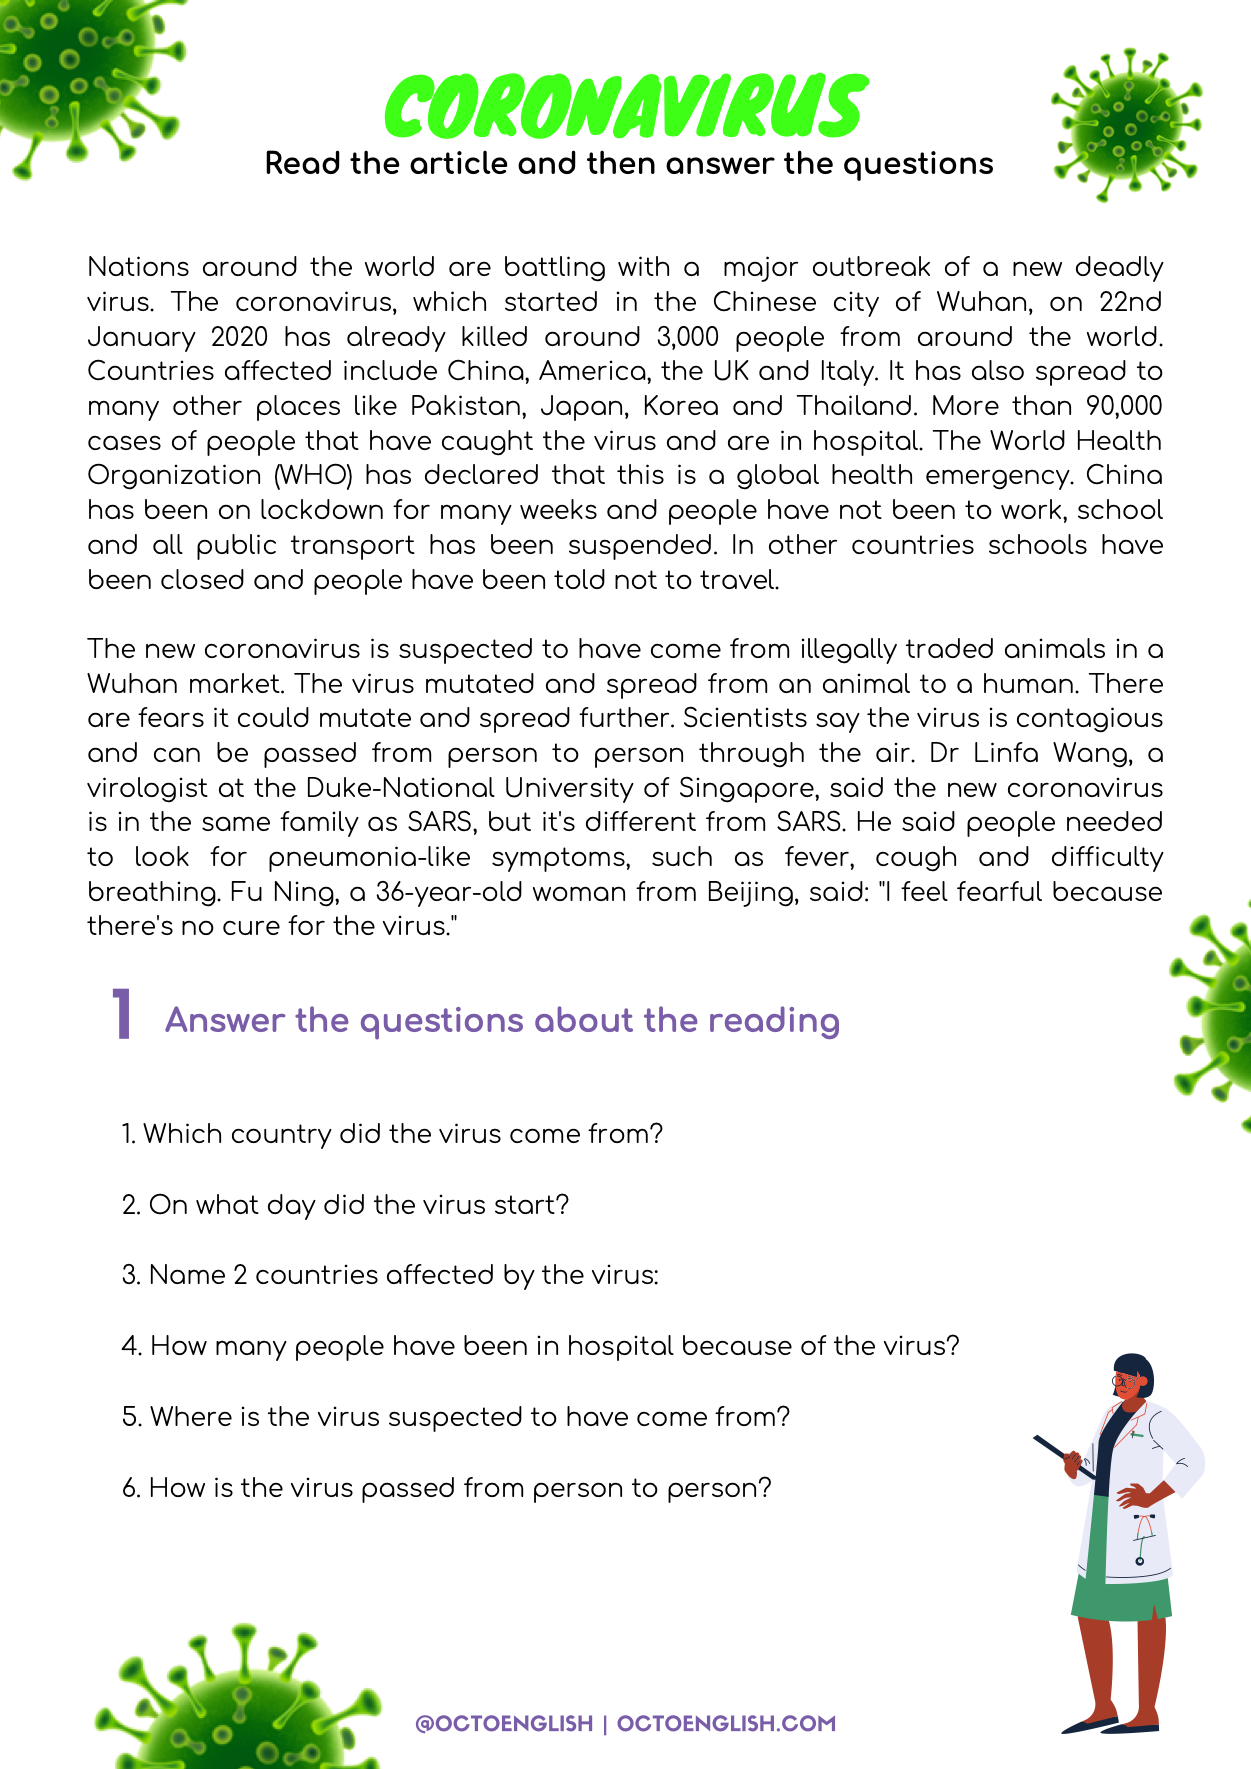 CORONAVIRUS
Read the article and then answer the questions
Nations around the world are battling with a major outbreak of a new deadly
virus. The coronavirus, which started in the Chinese city of Wuhan, on 22nd
January 2020 has already killed around 3,000 people from around the world.
Countries affected include China, America, the UK and Italy. It has also spread to
many other places like Pakistan, Japan, Korea and Thailand. More than 90,000
cases of people that have caught the virus and are in hospital. The World Health
Organization (WHO) has declared that this is a global health emergency. China
has been on lockdown for many weeks and people have not been to work, school
and all public transport has been suspended. In other countries schools have
been closed and people have been told not to travel.
The new coronavirus is suspected to have come from illegally traded animals in a
Wuhan market. The virus mutated and spread from an animal to a human. There
are fears it could mutate and spread further. Scientists say the virus is contagious
and can be passed from person to person through the air. Dr Linfa Wang, a
virologist at the Duke-National University of Singapore, said the new coronavirus
is in the same family as SARS, but it's different from SARS. He said people needed
to look for pneumonia-like symptoms, such as fever, cough and difficulty
breathing. Fu Ning, a 36-year-old woman from Beijing, said: "I feel fearful because
there's no cure for the virus."
1 Answer the questions about the reading
1. Which country did the virus come from?
2. On what day did the virus start?
3. Name 2 countries affected by the virus:
4. How many people have been in hospital because of the virus?
5. Where is the virus suspected to have come from?
6. How is the virus passed from person to person?
@OCTOENGLISH | OCTOENGLISH.COM